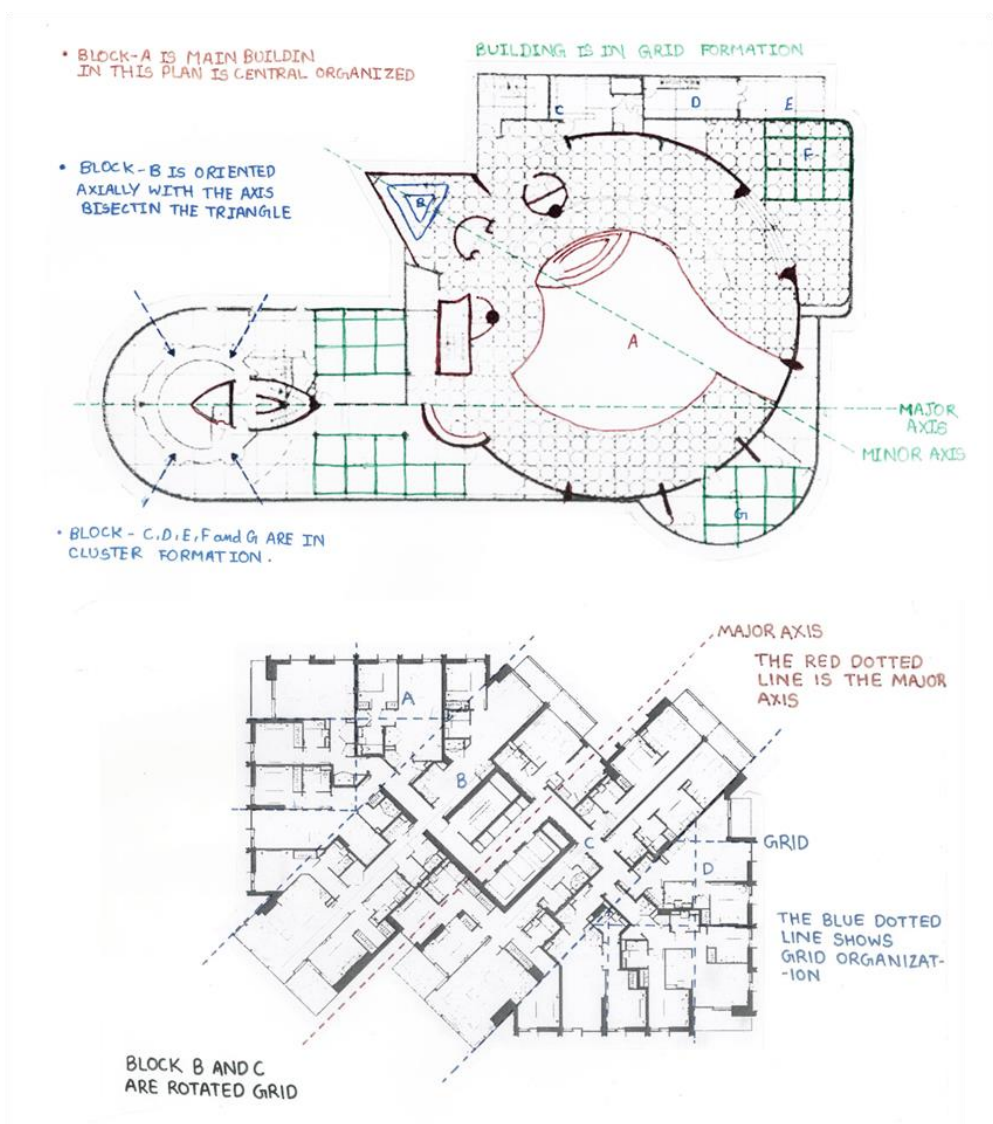 • BLOCK-A IS MAIN BUILDIN
IN THIS PLAN IS CENTRAL ORGANIZED
BUILDING IS IN GRID FORMATION
C
D
E
F
• BLOCK-B IS ORIENTED
AXIALLY WITH THE AXIS
BISECTIN THE TRIANGLE
B
A
MAJOR
AXIS
MINOR AXIS
G
• BLOCK - C,D,E,F and G ARE IN
CLUSTER FORMATION.
MAJOR AXIS
THE RED DOTTED
LINE IS THE MAJOR
AXIS
A
B
C
GRID
D
THE BLUE DOTTED
LINE SHOWS
GRID ORGANIZAT-
-ION
BLOCK B AND C
ARE ROTATED GRID